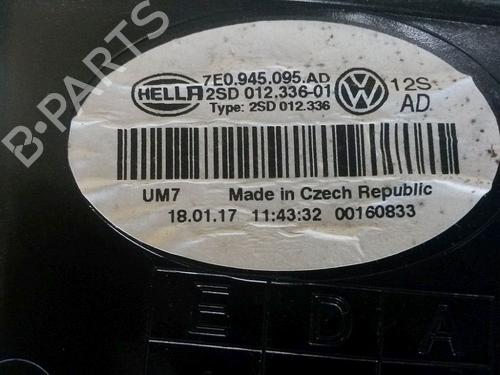 B-PARTS
HELLA
7E0.945.095.AD
2SD 012.336-01
Type: 2SD 012.336
VW
12S
AD.
UM7 Made in Czech Republic
18.01.17 11:43:32 00160833
E D A